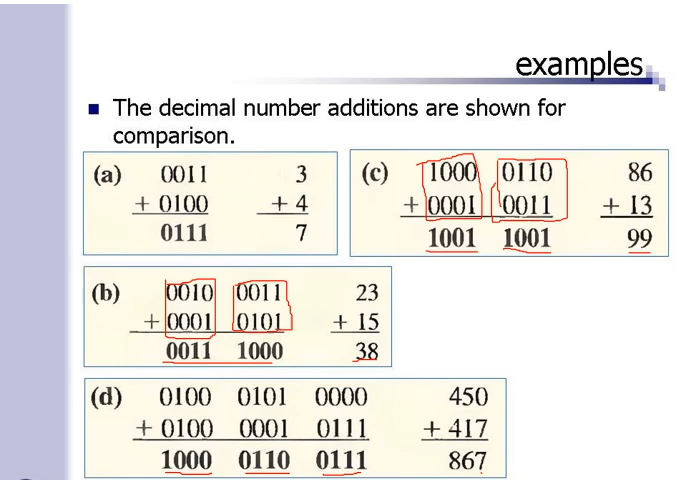 examples
The decimal number additions are shown for
comparison.
(a) 0011 3
+ 0100 + 4
0111 7
(c) 1000 0110 86
+ 0001 0011 + 13
1001 1001 99
(b) 0010 0011 23
+ 0001 0101 + 15
0011 1000 38
(d) 0100 0101 0000 450
+ 0100 0001 0111 + 417
1000 0110 0111 867